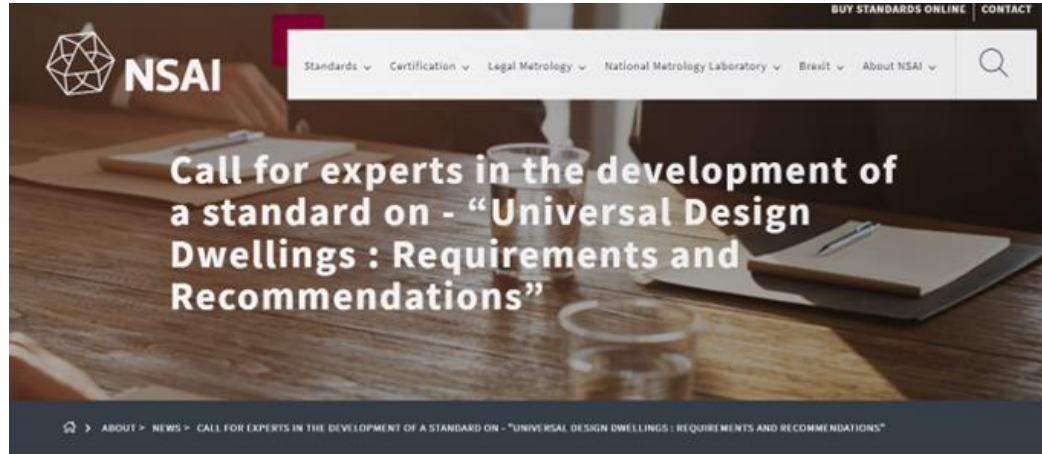 BUY STANDARDS ONLINE | CONTACT
NSAI
Standards Certification Legal Metrology National Metrology Laboratory Brexit About NSAI
Call for experts in the development of
a standard on - “Universal Design
Dwellings : Requirements and
Recommendations”
> ABOUT > NEWS > CALL FOR EXPERTS IN THE DEVELOPMENT OF A STANDARD ON - "UNIVERSAL DESIGN DWELLINGS : REQUIREMENTS AND RECOMMENDATIONS"